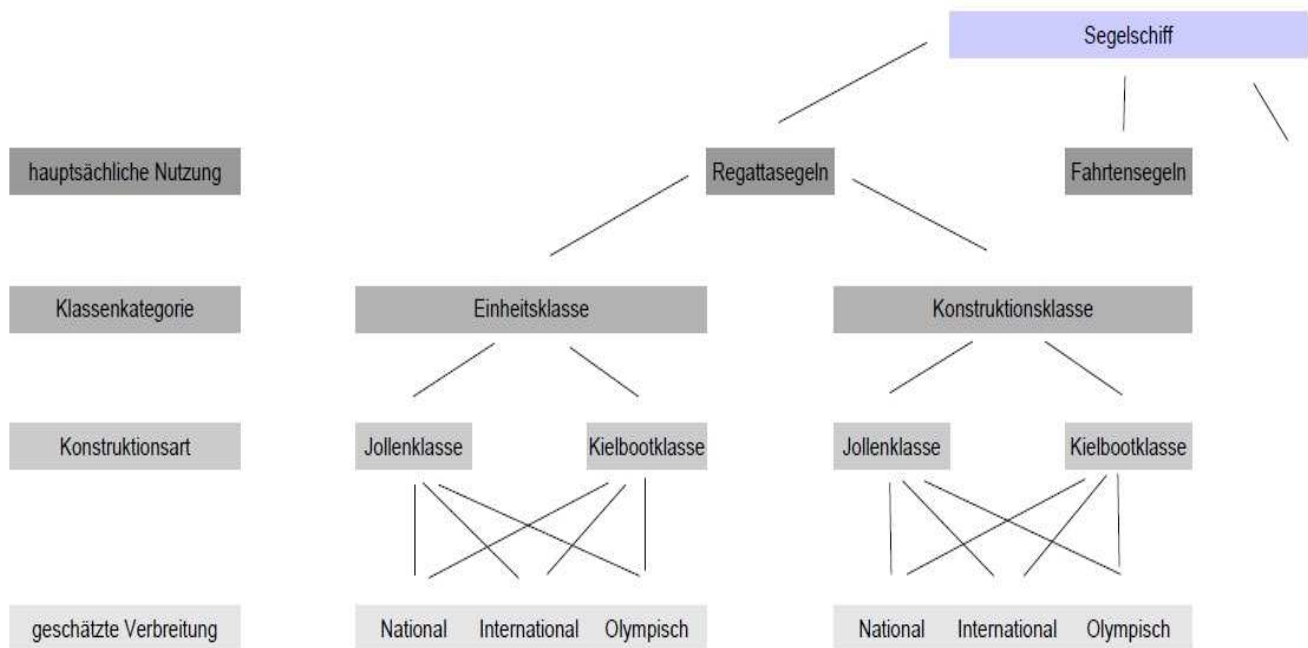 Segelschiff
hauptsächliche Nutzung Regattasegeln Fahrtensegeln
Klassenkategorie Einheitsklasse Konstruktionsklasse
Konstruktionsart Jollenklasse Kielbootklasse Jollenklasse Kielbootklasse
geschätzte Verbreitung National International Olympisch National International Olympisch